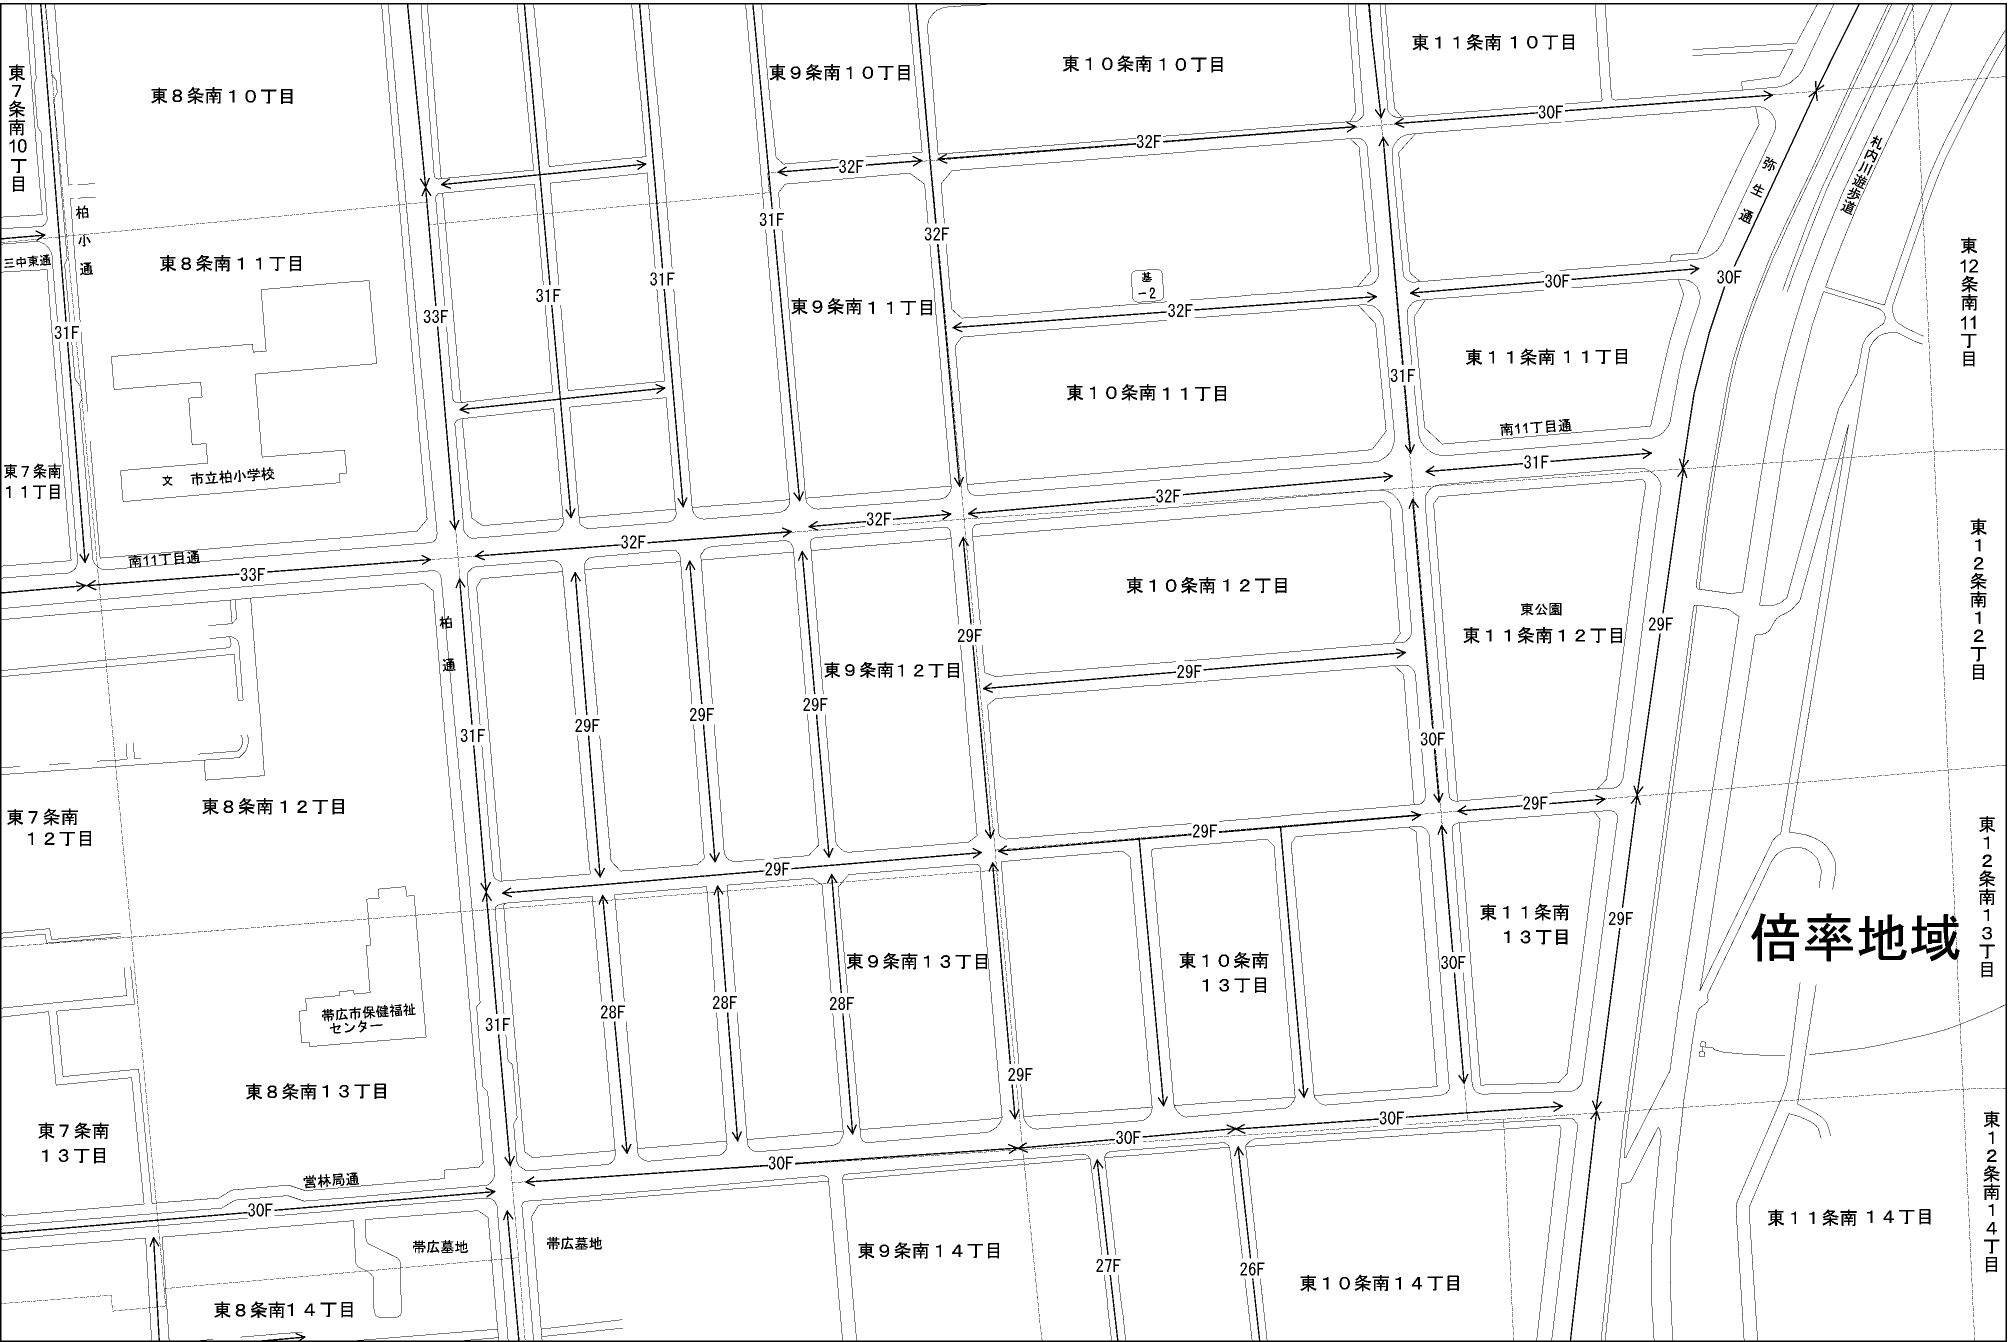 東7条南10丁目
東８条南１０丁目
東９条南１０丁目
東１０条南１０丁目
東１１条南１０丁目
30F
32F
32F
弥生通
札内川遊歩道
柏小通
三中東通
東８条南１１丁目
31F
32F
31F
31F
33F
31F
基
-2
東９条南１１丁目
32F
30F
30F
東12条南11丁目
31F
東１１条南１１丁目
東１０条南１１丁目
南11丁目通
31F
東７条南
１１丁目
文 市立柏小学校
32F
32F
32F
南11丁目通
33F
東１２条南１２丁目
東１０条南１２丁目
東公園
東１１条南１２丁目
29F
柏通
29F
東９条南１２丁目
29F
31F
29F
29F
29F
30F
東８条南１２丁目
東７条南
１２丁目
29F
29F
29F
東１２条南１３丁目
倍率地域
東１１条南
１３丁目
29F
東９条南１３丁目
東１０条南
１３丁目
30F
帯広市保健福祉
センター
31F
28F
28F
28F
29F
東８条南１３丁目
東７条南
１３丁目
30F
30F
30F
営林局通
30F
東１２条南１４丁目
東１１条南１４丁目
帯広墓地
帯広墓地
東９条南１４丁目
27F
26F
東１０条南１４丁目
東８条南１４丁目